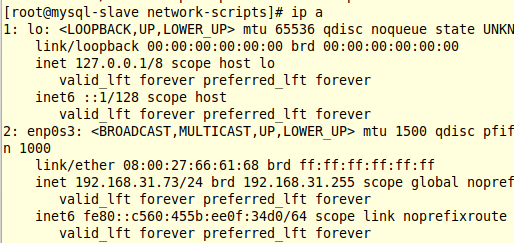 [root@mysql-slave network-scripts]# ip a
1: lo: <LOOPBACK,UP,LOWER_UP> mtu 65536 qdisc noqueue state UNKN
    link/loopback 00:00:00:00:00:00 brd 00:00:00:00:00:00
    inet 127.0.0.1/8 scope host lo
       valid_lft forever preferred_lft forever
    inet6 ::1/128 scope host
       valid_lft forever preferred_lft forever
2: enp0s3: <BROADCAST,MULTICAST,UP,LOWER_UP> mtu 1500 qdisc pfif
n 1000
    link/ether 08:00:27:66:61:68 brd ff:ff:ff:ff:ff:ff
    inet 192.168.31.73/24 brd 192.168.31.255 scope global nopref
       valid_lft forever preferred_lft forever
    inet6 fe80::c560:455b:ee0f:34d0/64 scope link noprefixroute
       valid_lft forever preferred_lft forever